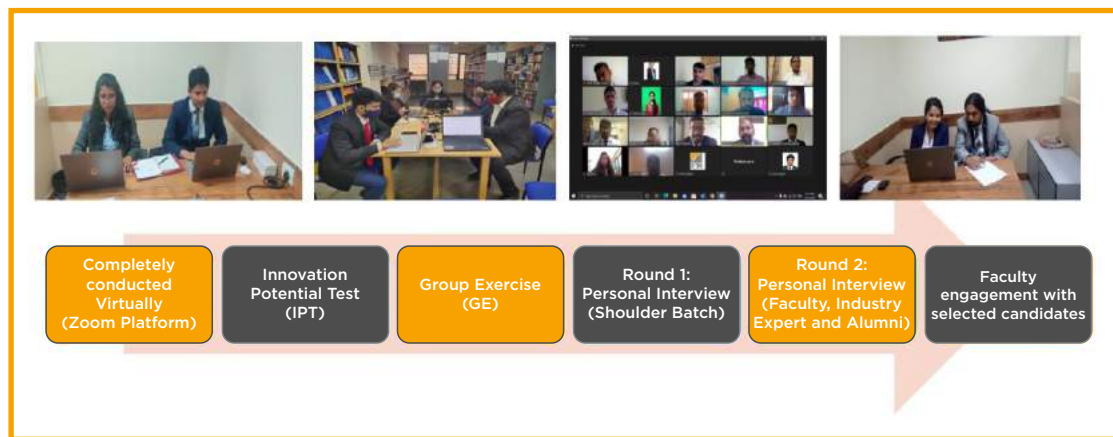 Completely
conducted
Virtually
(Zoom Platform)
Innovation
Potential Test
(IPT)
Group Exercise
(GE)
Round 1:
Personal Interview
(Shoulder Batch)
Round 2:
Personal Interview
(Faculty, Industry
Expert and Alumni)
Faculty
engagement with
selected candidates